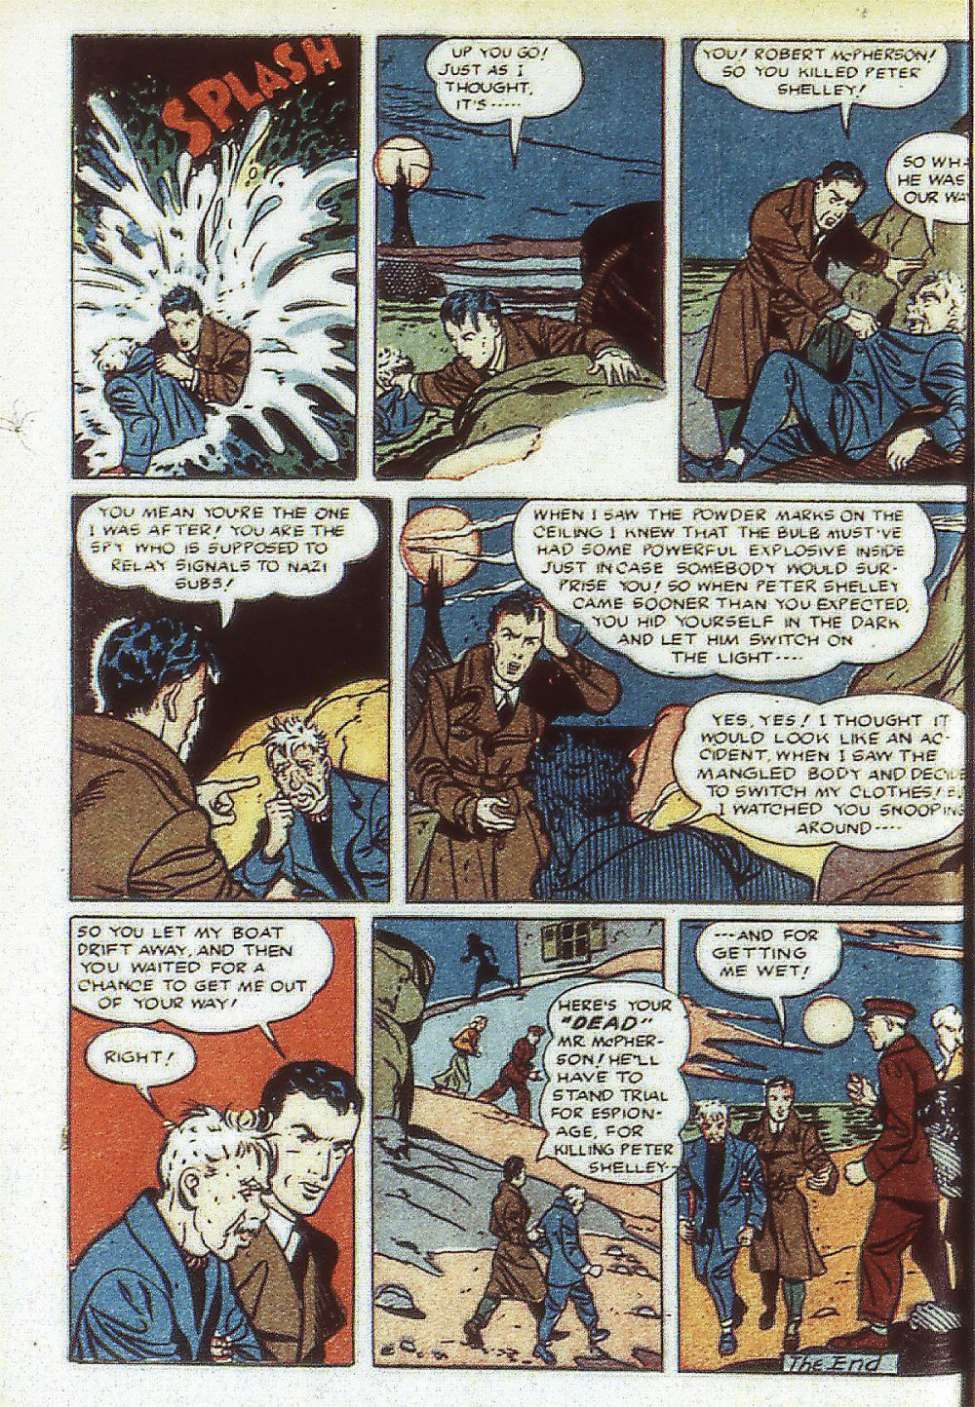 SPLASH
UP YOU GO!
JUST AS I
THOUGHT,
IT'S-----
YOU! ROBERT McPHERSON!
SO YOU KILLED PETER
SHELLEY!
SO WHA
HE WAS
OUR WA
YOU MEAN YOU'RE THE ONE
I WAS AFTER! YOU ARE THE
SPY WHO IS SUPPOSED TO
RELAY SIGNALS TO NAZI
SUBS!
WHEN I SAW THE POWDER MARKS ON THE
CEILING I KNEW THAT THE BULB MUST'VE
HAD SOME POWERFUL EXPLOSIVE INSIDE
JUST IN CASE SOMEBODY WOULD SUR-
PRISE YOU! SO WHEN PETER SHELLEY
CAME SOONER THAN YOU EXPECTED,
YOU HID YOURSELF IN THE DARK
AND LET HIM SWITCH ON
THE LIGHT----
YES, YES! I THOUGHT IT
WOULD LOOK LIKE AN AC-
CIDENT, WHEN I SAW THE
MANGLED BODY AND DECIDE
TO SWITCH MY CLOTHES!
I WATCHED YOU SNOOPING
AROUND----
SO YOU LET MY BOAT
DRIFT AWAY, AND THEN
YOU WAITED FOR A
CHANCE TO GET ME OUT
OF YOUR WAY!
RIGHT!
HERE'S YOUR
"DEAD"
MR. McPHER-
SON! HE'LL
HAVE TO
STAND TRIAL
FOR ESPION-
AGE, FOR
KILLING PETER
SHELLEY-
---AND FOR
GETTING
ME WET!
The End